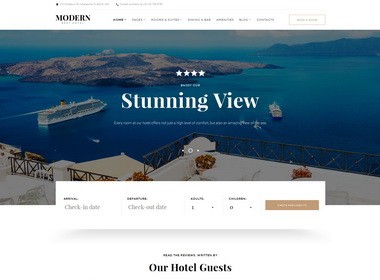 MODERN
HOME PAGES ROOMS & SUITES DINING & BAR AMENITIES BLOG CONTACTS
BOOK A ROOM
ENJOY OUR
Stunning View
Every room at our hotel offers not just a high level of comfort, but also an amazing view of the sea.
ARRIVAL: DEPARTURE: ADULTS: CHILDREN:
Check-in date Check-out date 1 0
CHECK AVAILABILITY
READ THE REVIEWS, WRITTEN BY
Our Hotel Guests